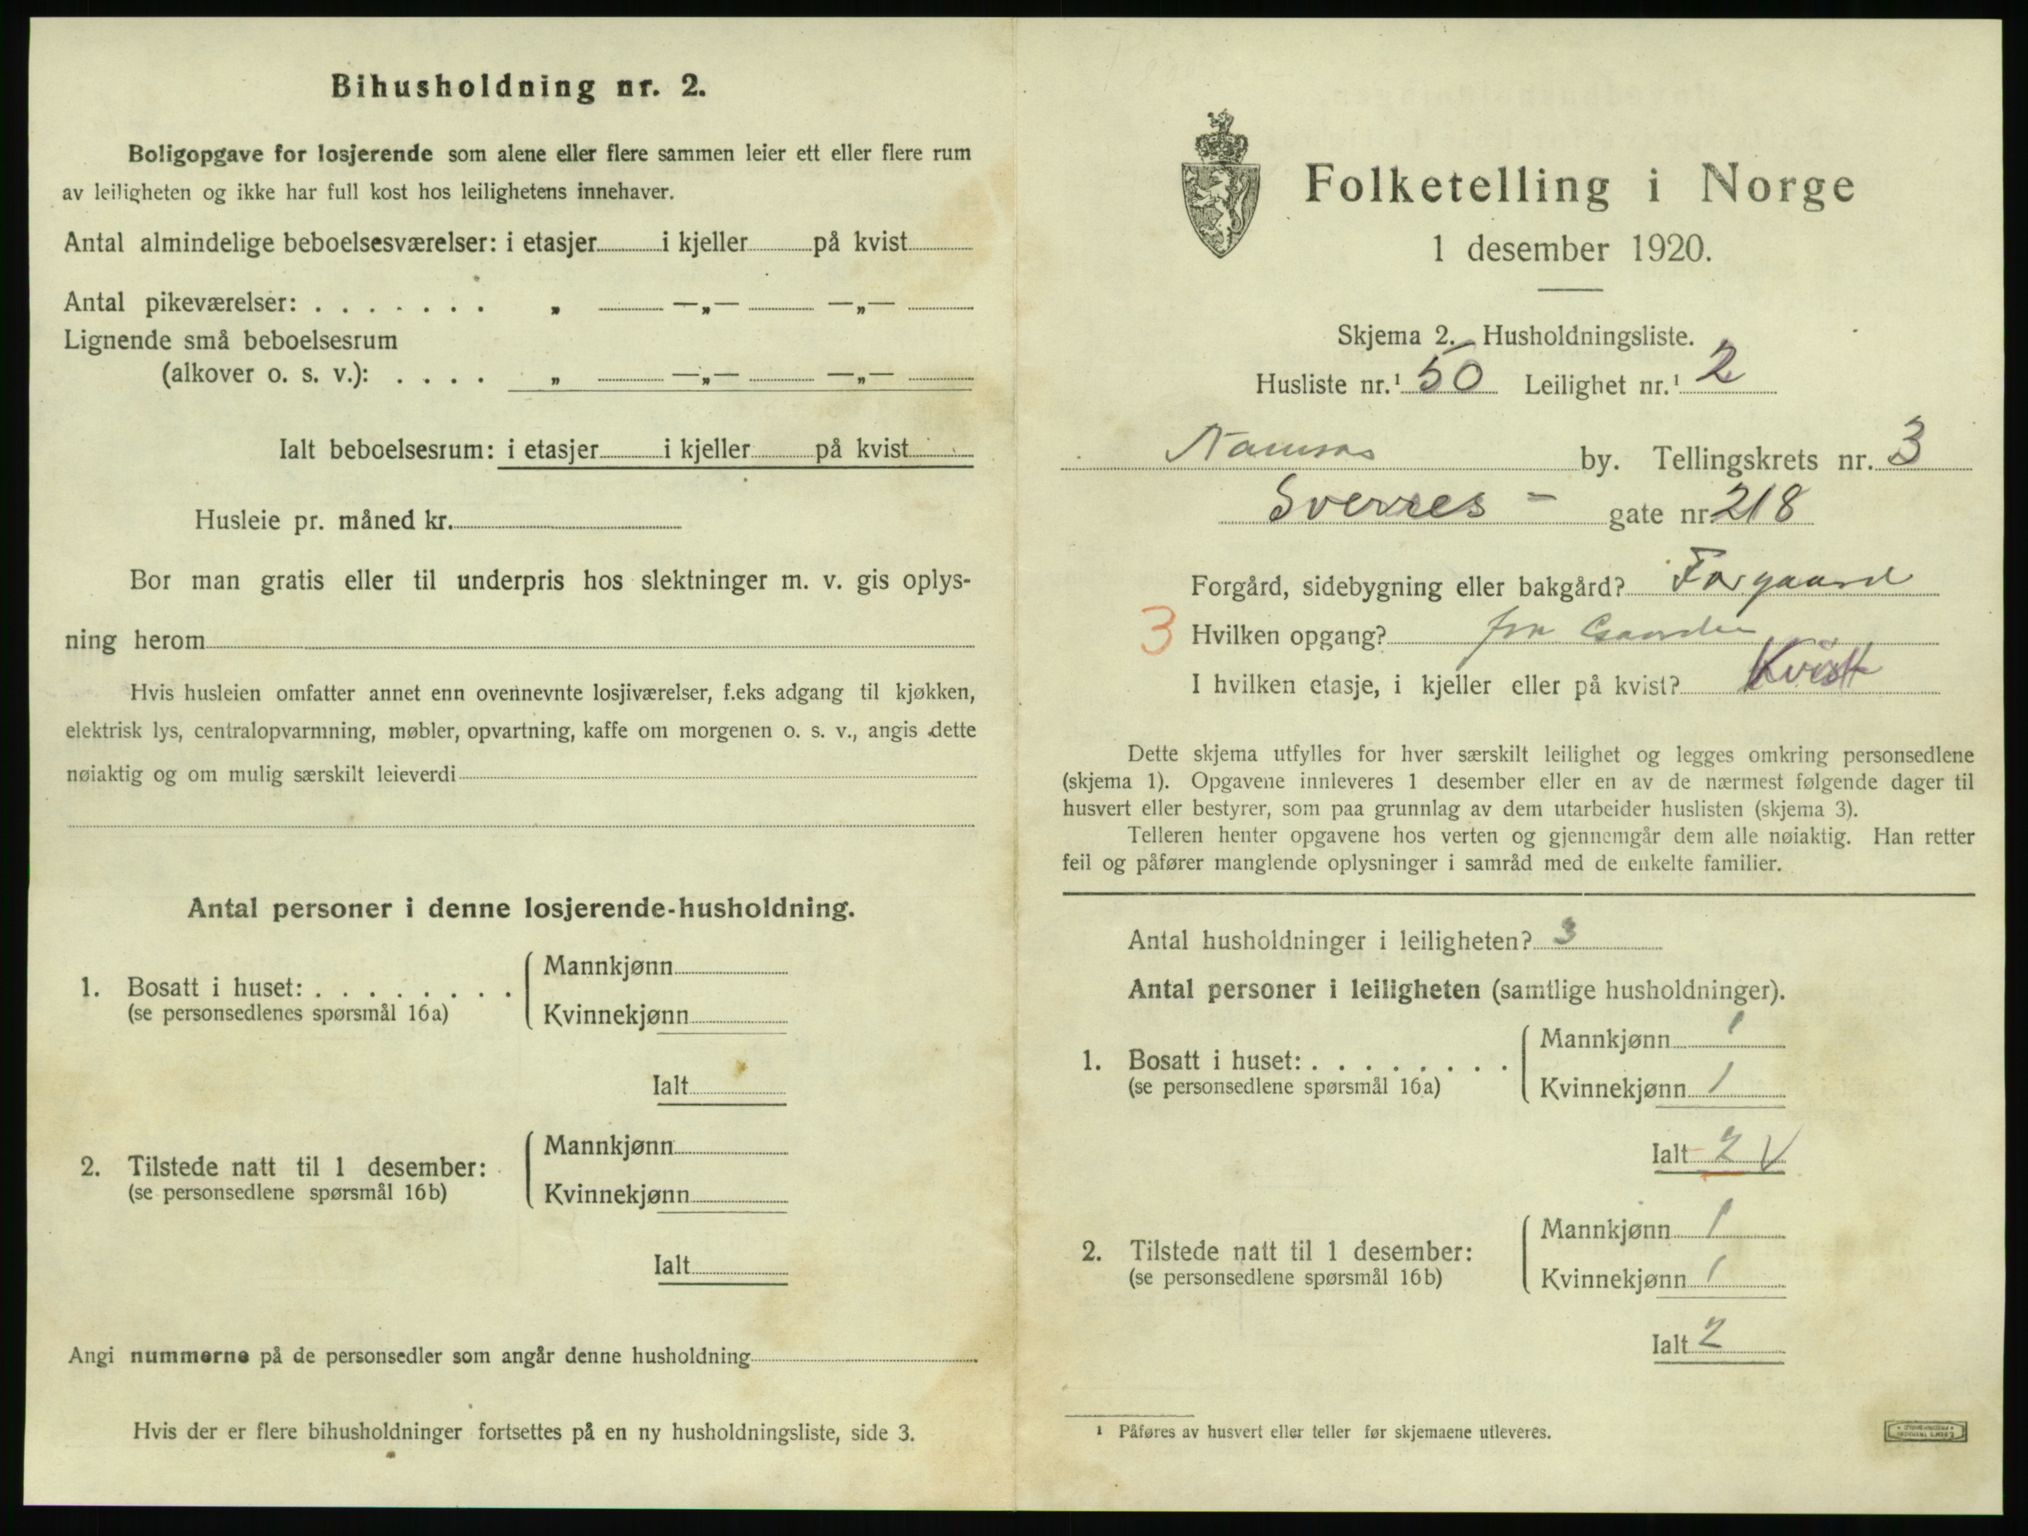 Bihusholdning nr. 2.
Boligopgave for losjerende som alene eller flere sammen leier ett eller flere rum
av leiligheten og ikke har full kost hos leilighetens innehaver.
Antal almindelige beboelsesværelser: i etasjer i kjeller på kvist
Antal pikeværelser: . . . . . . . „ —„— —„—
Lignende små beboelsesrum
(alkover o. s. v.): . . . . „ —„— —„—
Ialt beboelsesrum: i etasjer i kjeller på kvist
Husleie pr. måned kr.
Bor man gratis eller til underpris hos slektninger m. v. gis oplys-
ning herom
Hvis husleien omfatter annet enn ovennevnte losjiværelser, f.eks adgang til kjøkken,
elektrisk lys, centralopvarmning, møbler, opvartning, kaffe om morgenen o. s. v., angis dette
nøiaktig og om mulig særskilt leieverdi
Antal personer i denne losjerende-husholdning.
1. Bosatt i huset: . . . . . . . . Mannkjønn
(se personsedlenes spørsmål 16a) Kvinnekjønn
Ialt
2. Tilstede natt til 1 desember: Mannkjønn
(se personsedlene spørsmål 16b) Kvinnekjønn
Ialt
Angi nummerne på de personsedler som angår denne husholdning
Hvis der er flere bihusholdninger fortsettes på en ny husholdningsliste, side 3.
Folketelling i Norge
1 desember 1920.
Skjema 2. Husholdningsliste.
Husliste nr.¹ 50 Leilighet nr.¹ 2
Namsos by. Tellingskrets nr. 3
Sverres - gate nr. 218
Forgård, sidebygning eller bakgård? Forgaard
3 Hvilken opgang? fra Gaarden
I hvilken etasje, i kjeller eller på kvist? Kvist
Dette skjema utfylles for hver særskilt leilighet og legges omkring personsedlene
(skjema 1). Opgavene innleveres 1 desember eller en av de nærmest følgende dager til
husvert eller bestyrer, som paa grunnlag av dem utarbeider huslisten (skjema 3).
Telleren henter opgavene hos verten og gjennemgår dem alle nøiaktig. Han retter
feil og påfører manglende oplysninger i samråd med de enkelte familier.
Antal husholdninger i leiligheten? 3
Antal personer i leiligheten (samtlige husholdninger).
1. Bosatt i huset: . . . . . . . . Mannkjønn 1
(se personsedlene spørsmål 16a) Kvinnekjønn 1
Ialt 2 V
2. Tilstede natt til 1 desember: Mannkjønn 1
(se personsedlene spørsmål 16b) Kvinnekjønn 1
Ialt 2
¹ Påføres av husvert eller teller før skjemaene utleveres.